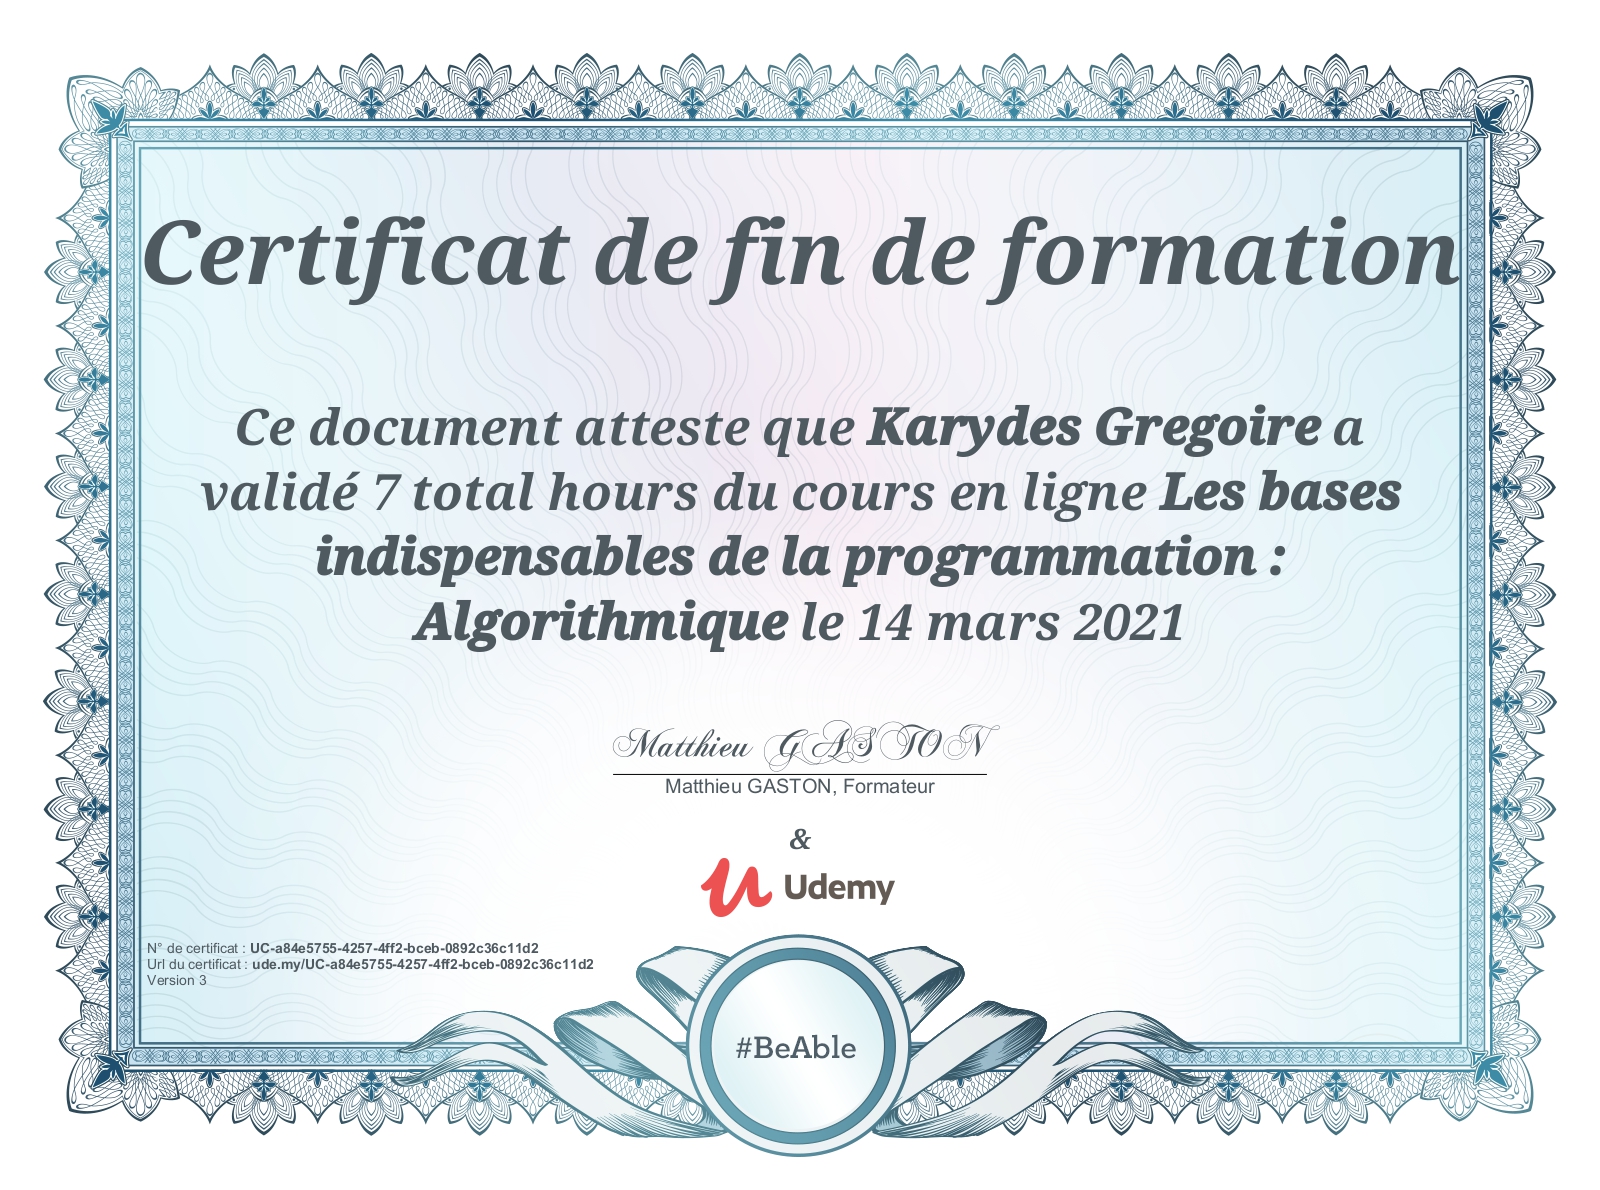 Certificat de fin de formation
Ce document atteste que Karydes Gregoire a
validé 7 total hours du cours en ligne Les bases
indispensables de la programmation :
Algorithmique le 14 mars 2021
Matthieu GASTON
Matthieu GASTON, Formateur
&
Udemy
N° de certificat : UC-a84e5755-4257-4ff2-bceb-0892c36c11d2
Url du certificat : ude.my/UC-a84e5755-4257-4ff2-bceb-0892c36c11d2
Version 3
#BeAble